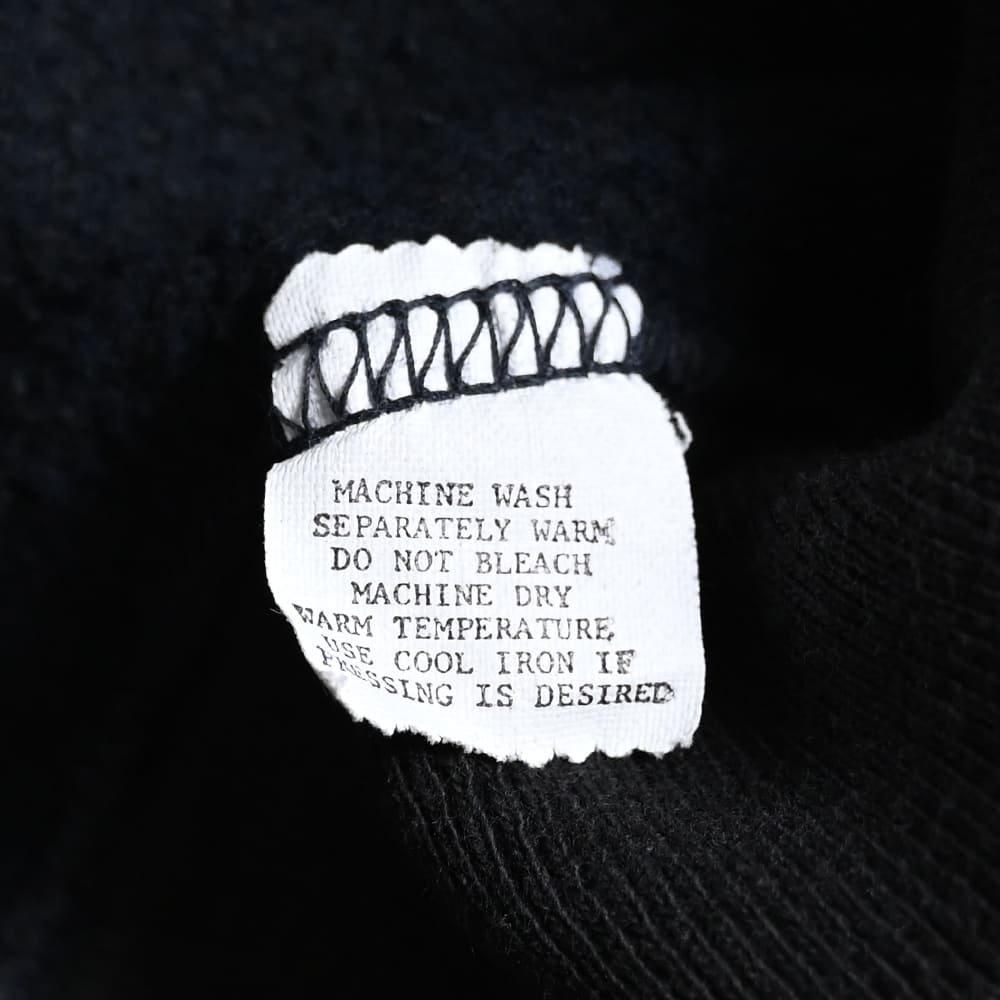 MACHINE WASH
SEPARATELY WARM
DO NOT BLEACH
MACHINE DRY
WARM TEMPERATURE
USE COOL IRON IF
PRESSING IS DESIRED